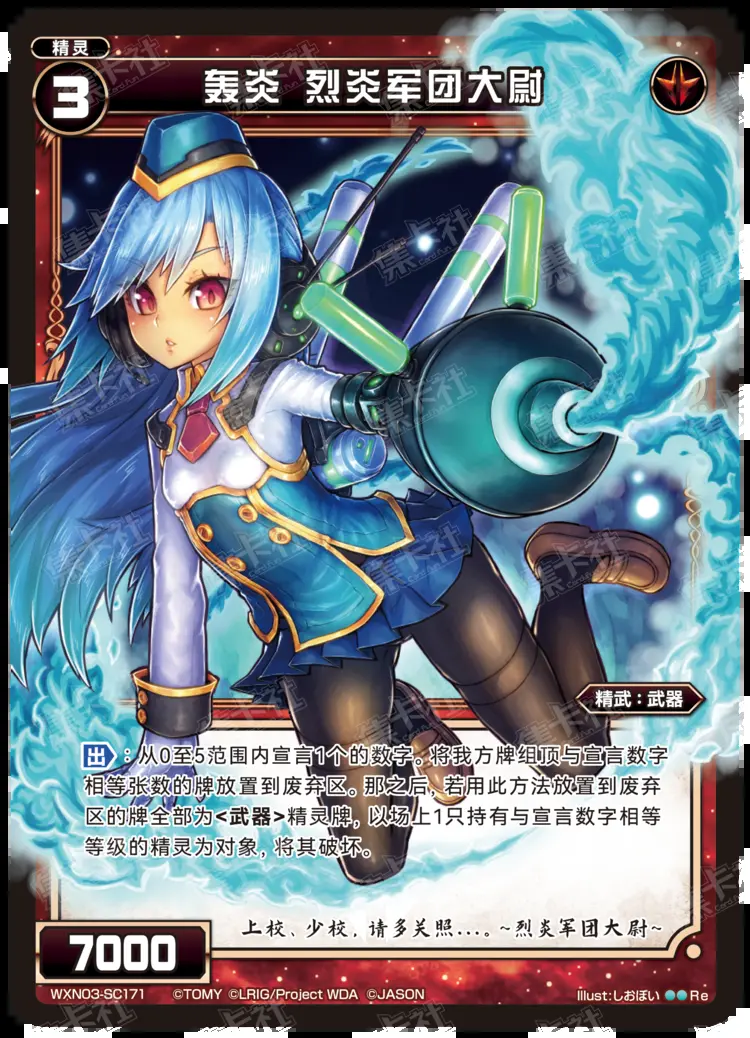 精灵
3
轰炎 烈炎军团大尉
精武：武器
出：从0至5范围内宣言1个的数字。将我方牌组顶与宣言数字
相等张数的牌放置到废弃区。那之后，若用此方法放置到废弃
区的牌全部为<武器>精灵牌，以场上1只持有与宣言数字相等
等级的精灵为对象，将其破坏。
上校、少校，请多关照...。~烈炎军团大尉~
7000
WXN03-SC171 ©TOMY ©LRIG/Project WDA ©JASON
Illust:しおぼい Re
集卡社